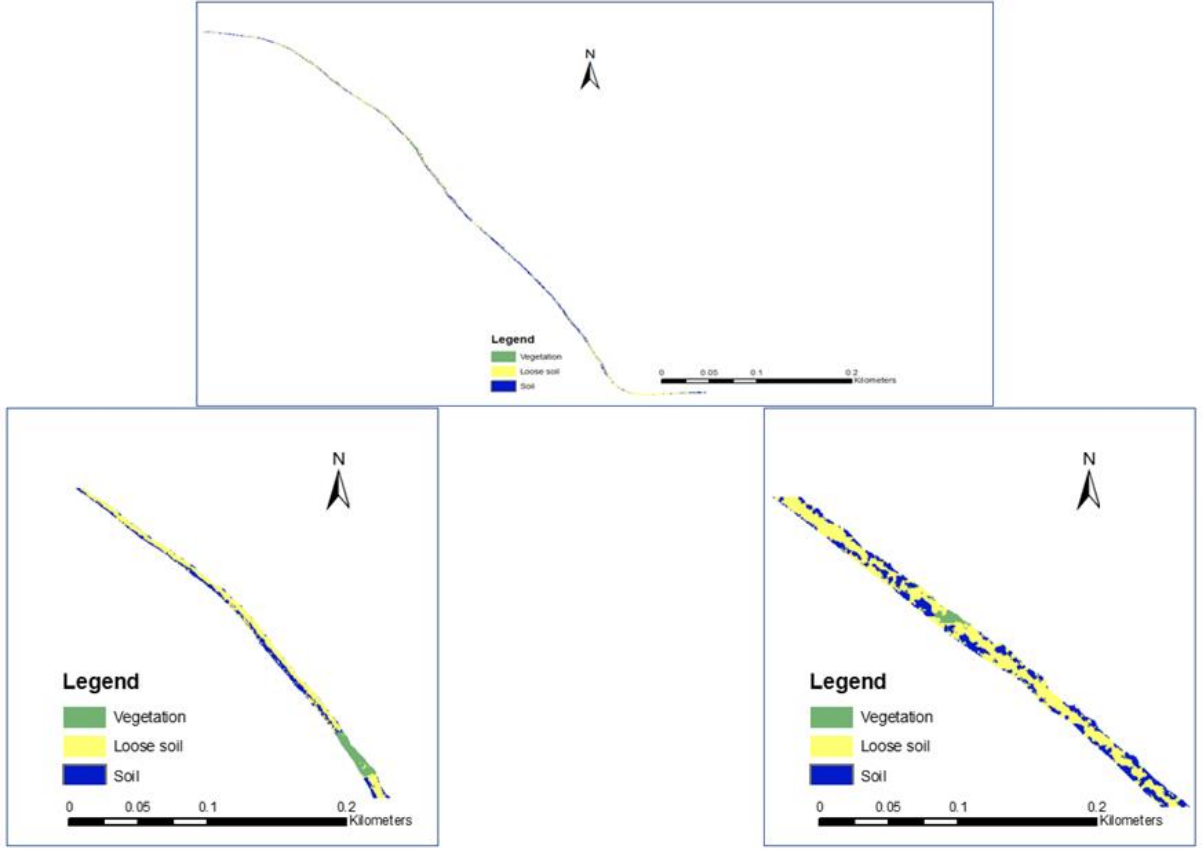 N
Legend
Vegetation
Loose soil
Soil
0 0.05 0.1 0.2
Kilometers
N
Legend
Vegetation
Loose soil
Soil
0 0.05 0.1 0.2
Kilometers
N
Legend
Vegetation
Loose soil
Soil
0 0.05 0.1 0.2
Kilometers